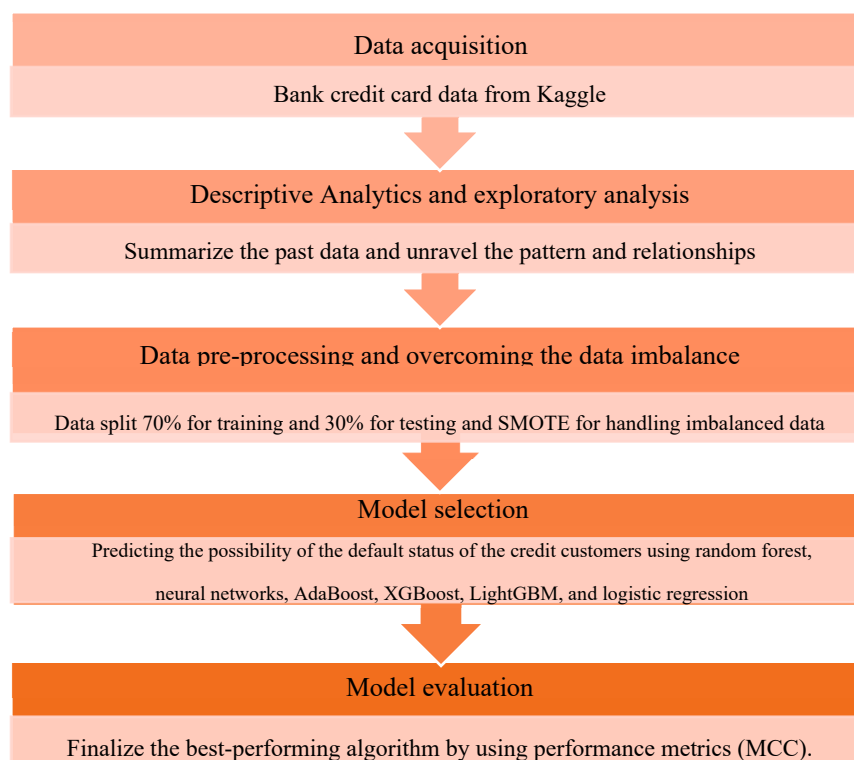 Data acquisition
Bank credit card data from Kaggle
Descriptive Analytics and exploratory analysis
Summarize the past data and unravel the pattern and relationships
Data pre-processing and overcoming the data imbalance
Data split 70% for training and 30% for testing and SMOTE for handling imbalanced data
Model selection
Predicting the possibility of the default status of the credit customers using random forest,
neural networks, AdaBoost, XGBoost, LightGBM, and logistic regression
Model evaluation
Finalize the best-performing algorithm by using performance metrics (MCC).